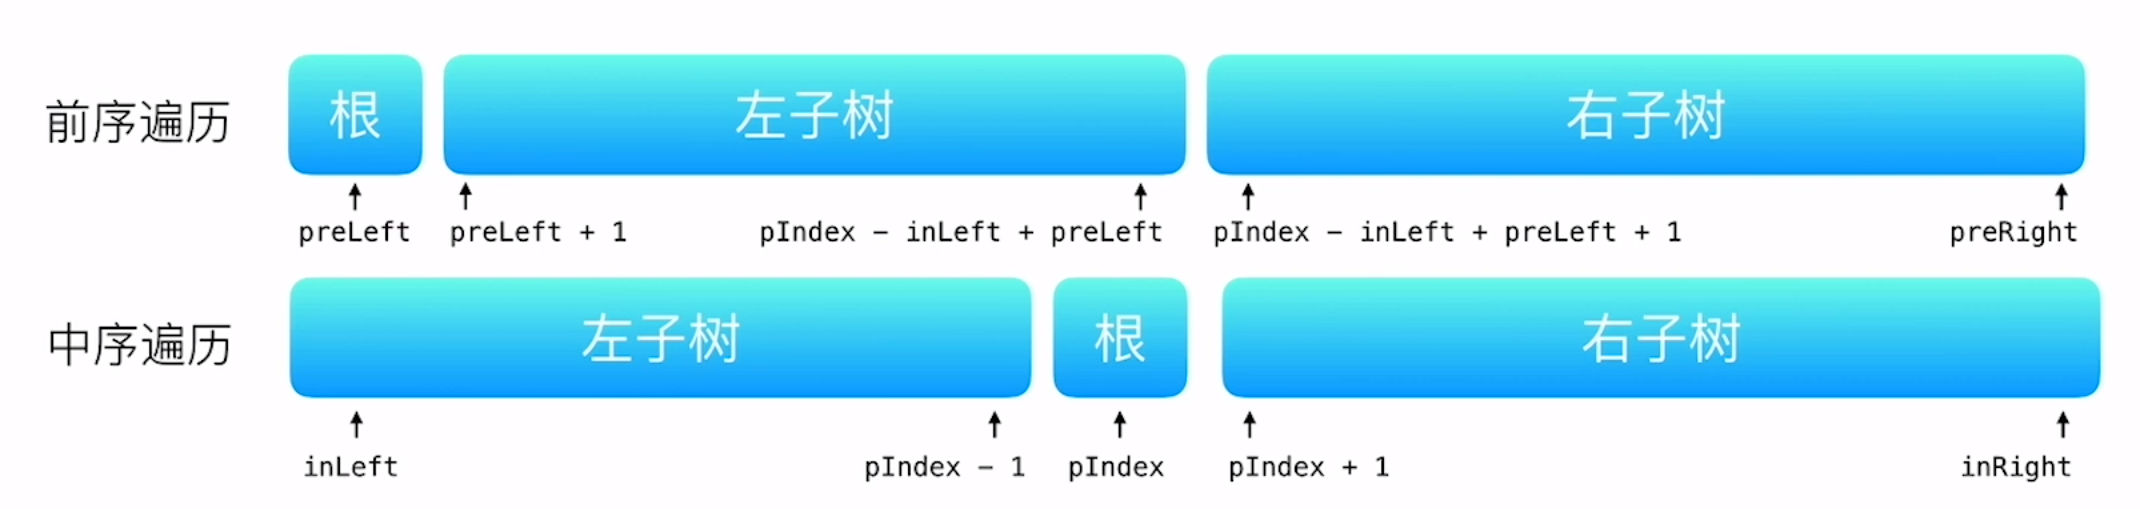 前序遍历 根 左子树 右子树
preLeft preLeft + 1 pIndex − inLeft + preLeft pIndex − inLeft + preLeft + 1 preRight
中序遍历 左子树 根 右子树
inLeft pIndex − 1 pIndex pIndex + 1 inRight